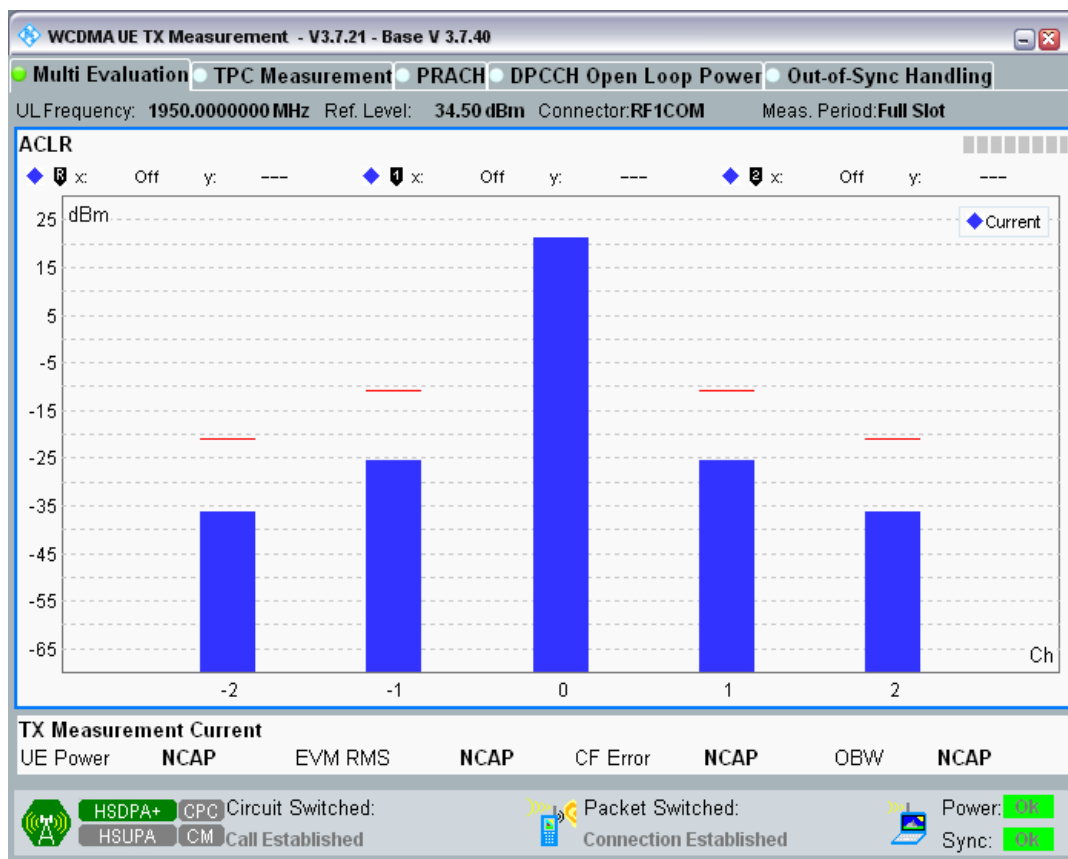 WCDMA UE TX Measurement - V3.7.21 - Base V 3.7.40
Multi Evaluation TPC Measurement PRACH DPCCH Open Loop Power Out-of-Sync Handling
UL Frequency: 1950.0000000 MHz Ref. Level: 34.50 dBm Connector:RF1COM Meas. Period:Full Slot
ACLR
R x: Off y: --- 1 x: Off y: --- 2 x: Off y: ---
dBm
Current
25
15
5
-5
-15
-25
-35
-45
-55
-65
Ch
-2 -1 0 1 2
TX Measurement Current
UE Power NCAP EVM RMS NCAP CF Error NCAP OBW NCAP
HSDPA+ CPC Circuit Switched: Packet Switched: Power: Ok
HSUPA CM Call Established Connection Established Sync: Ok